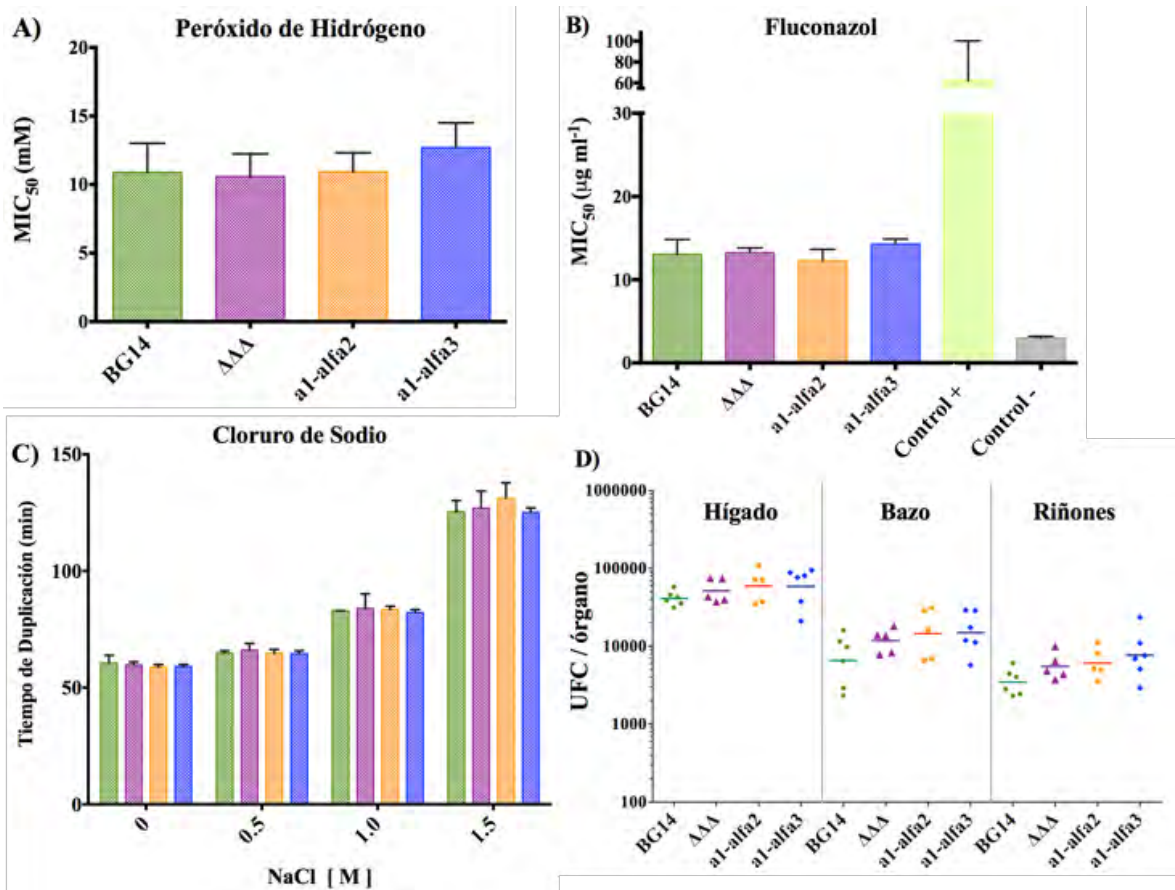 A)
Peróxido de Hidrógeno
MIC50 (mM)
20
15
10
5
0
BG14
ΔΔΔ
a1-alfa2
a1-alfa3
B)
Fluconazol
MIC50 (µg ml-1)
100
80
60
30
20
10
0
BG14
ΔΔΔ
a1-alfa2
a1-alfa3
Control +
Control -
C)
Cloruro de Sodio
Tiempo de Duplicación (min)
150
100
50
0
0
0.5
1.0
1.5
NaCl [ M ]
D)
UFC / órgano
1000000
100000
10000
1000
100
Hígado
Bazo
Riñones
BG14
ΔΔΔ
a1-alfa2
a1-alfa3
BG14
ΔΔΔ
a1-alfa2
a1-alfa3
BG14
ΔΔΔ
a1-alfa2
a1-alfa3